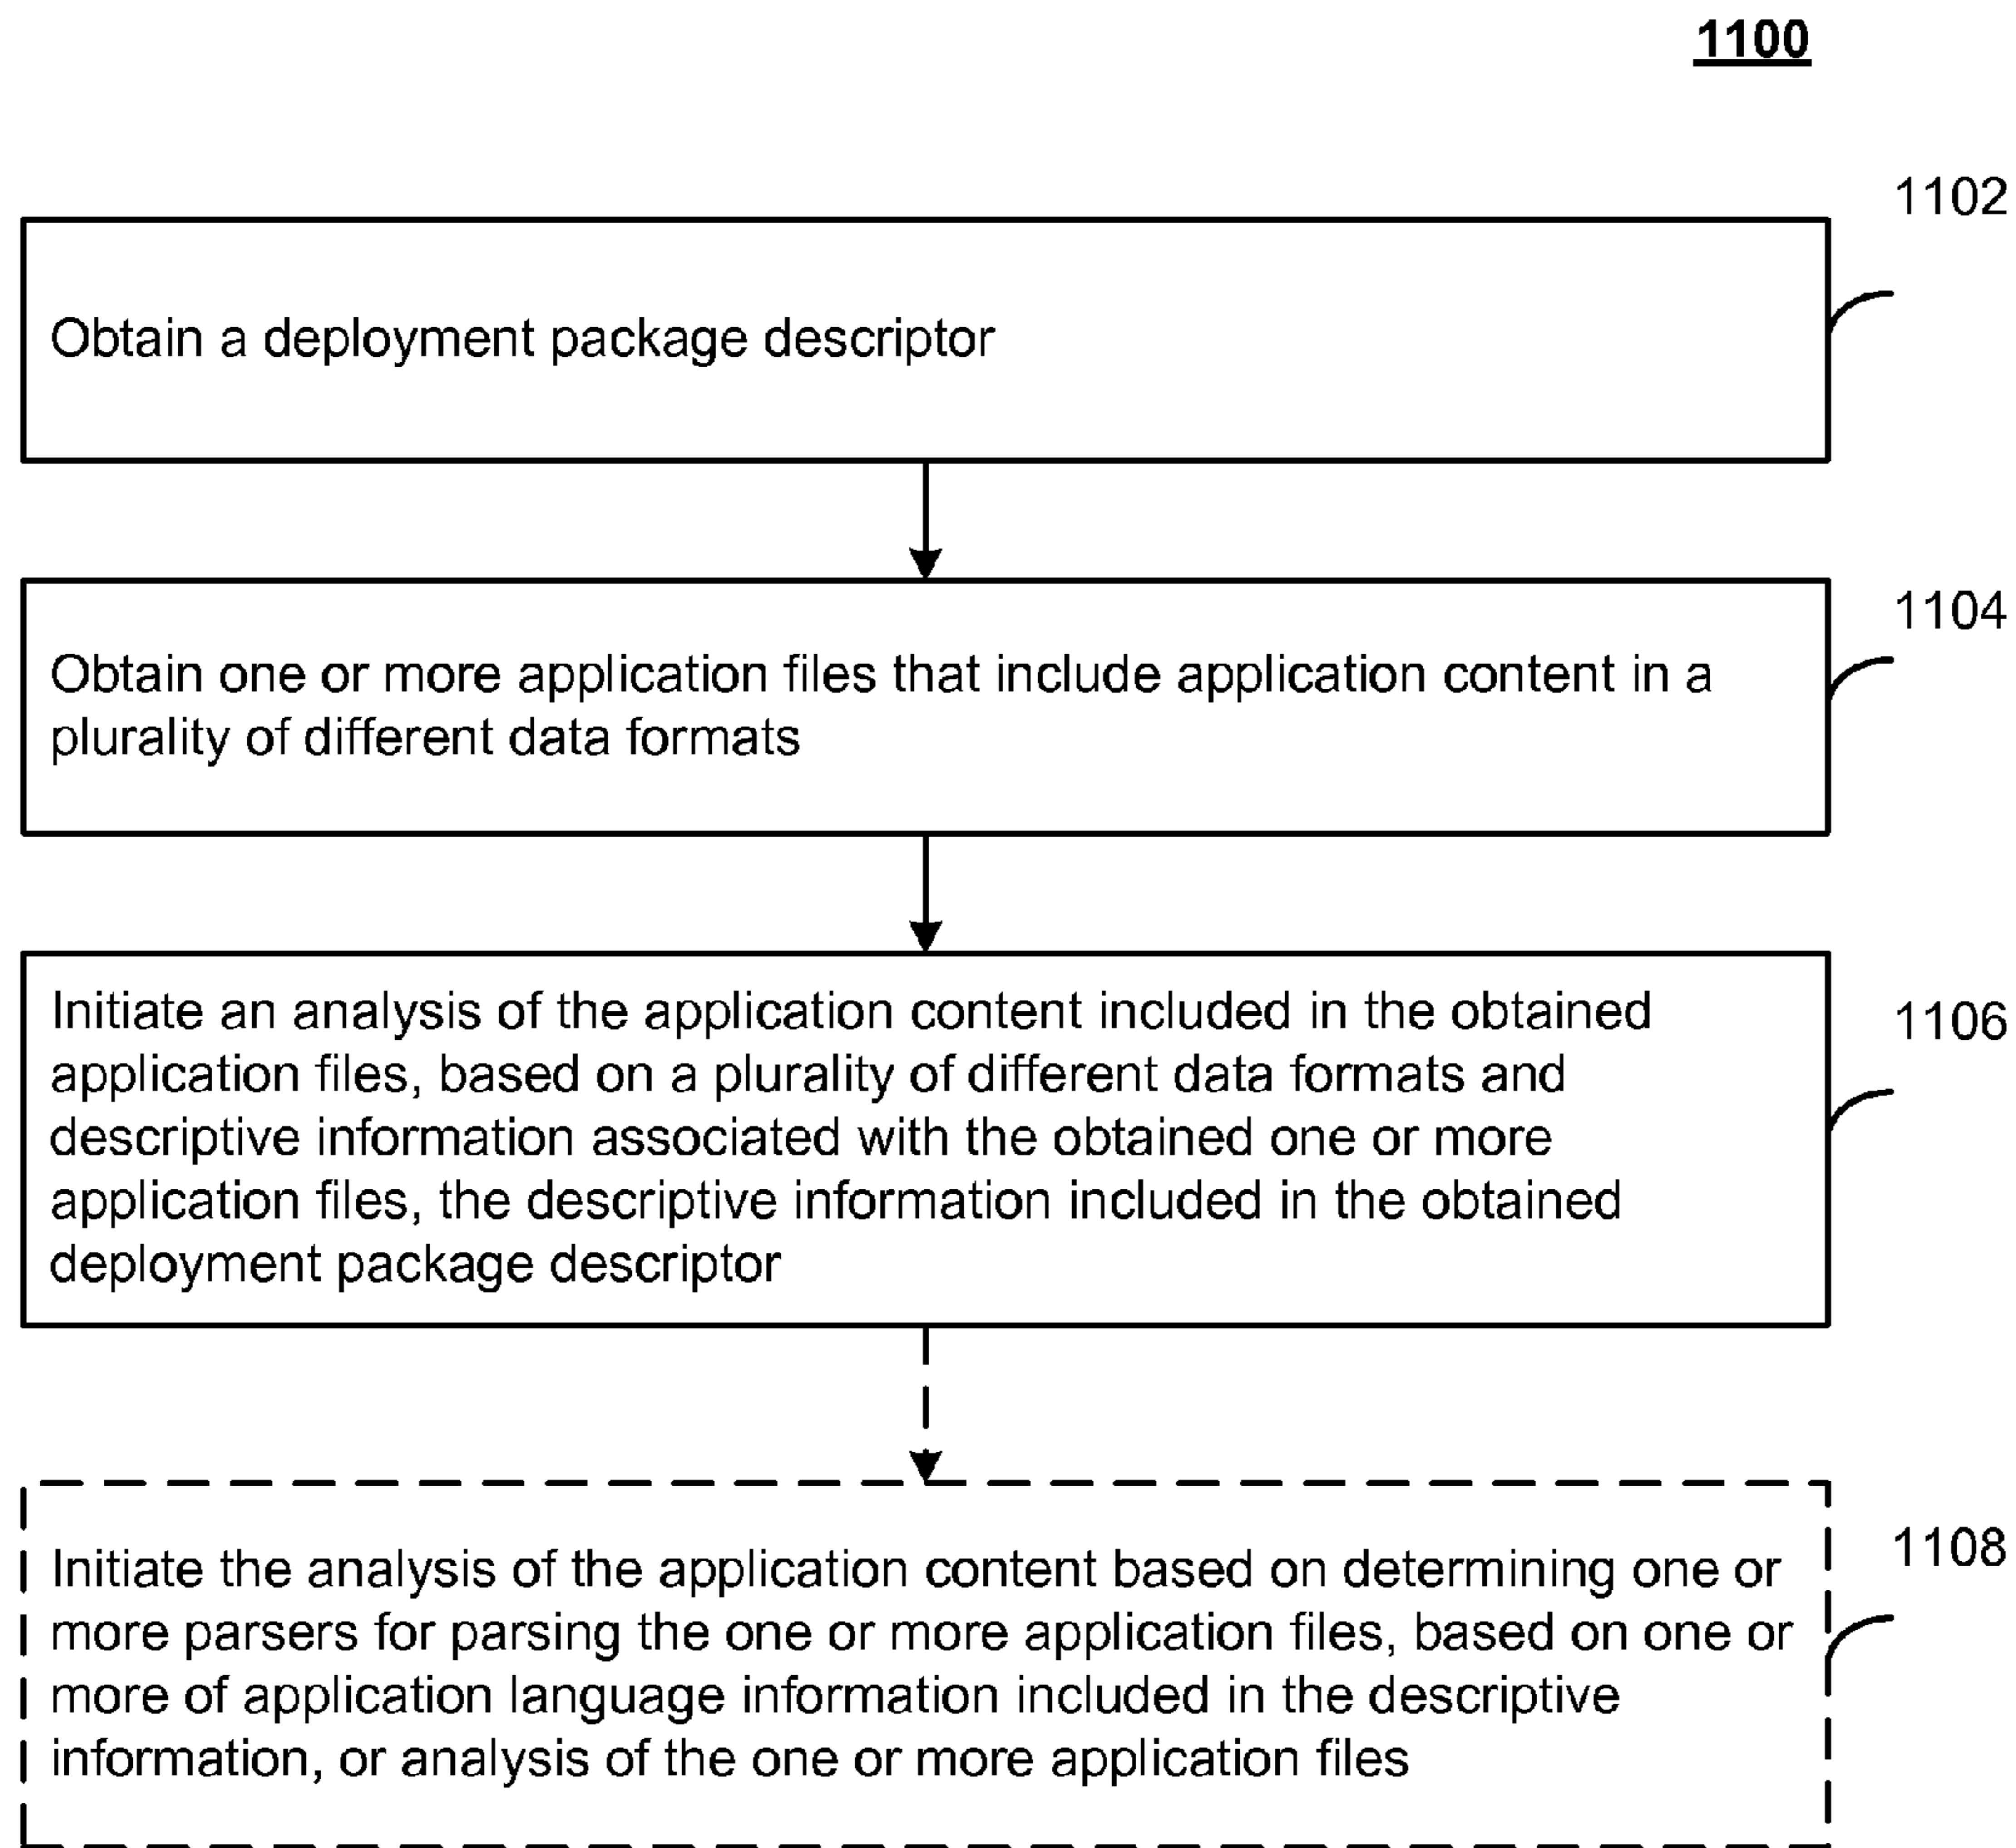 1100
1102
Obtain a deployment package descriptor
1104
Obtain one or more application files that include application content in a
plurality of different data formats
1106
Initiate an analysis of the application content included in the obtained
application files, based on a plurality of different data formats and
descriptive information associated with the obtained one or more
application files, the descriptive information included in the obtained
deployment package descriptor
1108
Initiate the analysis of the application content based on determining one or
more parsers for parsing the one or more application files, based on one or
more of application language information included in the descriptive
information, or analysis of the one or more application files